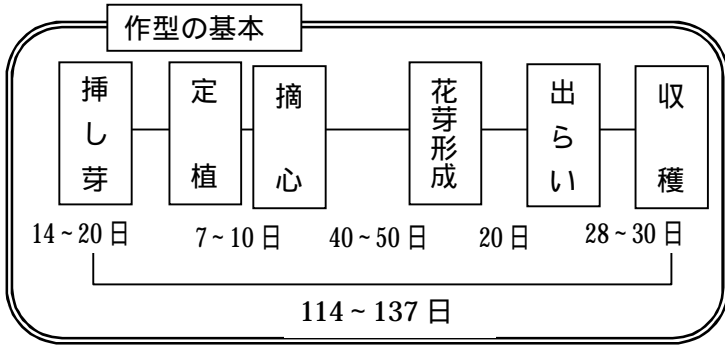 作型の基本
挿し芽
定植
摘心
花芽形成
出らい
収穫
14~20日
7~10日
40~50日
20日
28~30日
114~137日